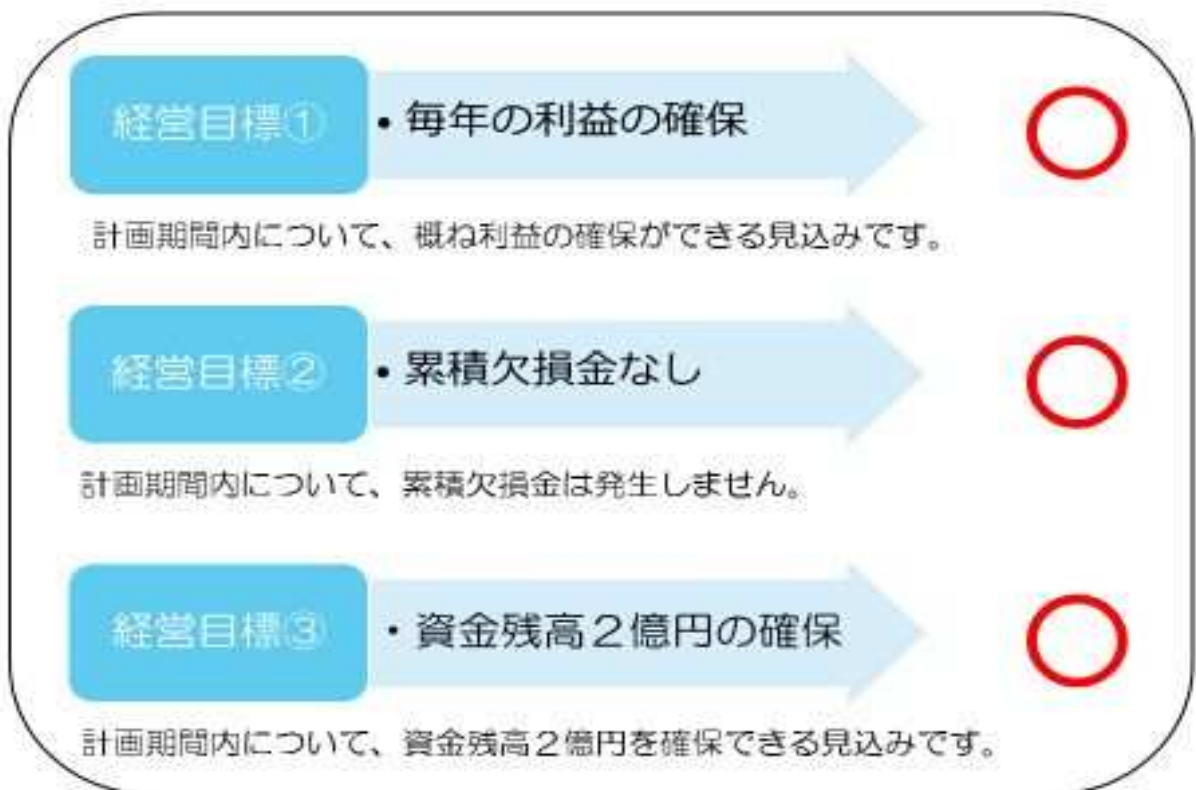 経営目標①
・毎年の利益の確保
計画期間内について、概ね利益の確保ができる見込みです。
経営目標②
・累積欠損金なし
計画期間内について、累積欠損金は発生しません。
経営目標③
・資金残高２億円の確保
計画期間内について、資金残高２億円を確保できる見込みです。